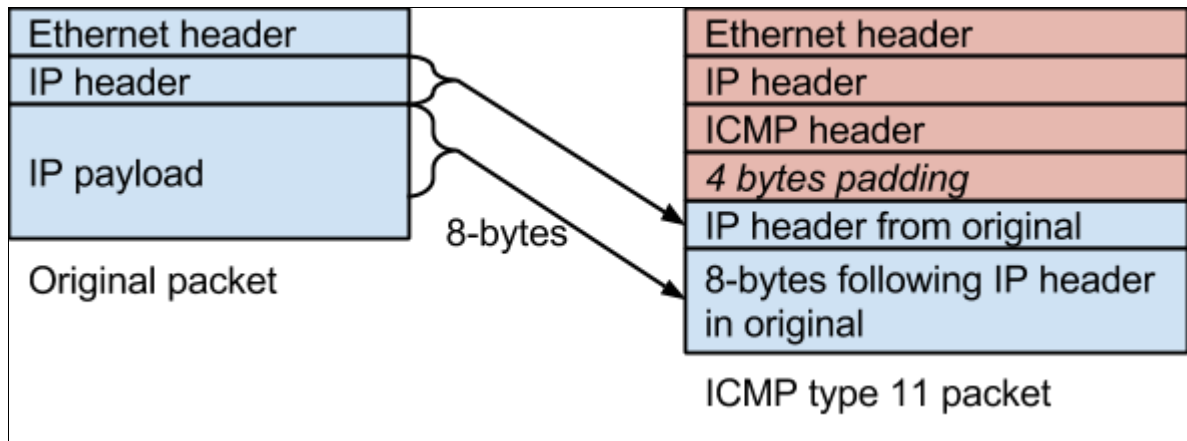 Ethernet header
IP header
IP payload
Original packet
8-bytes
Ethernet header
IP header
ICMP header
4 bytes padding
IP header from original
8-bytes following IP header
in original
ICMP type 11 packet